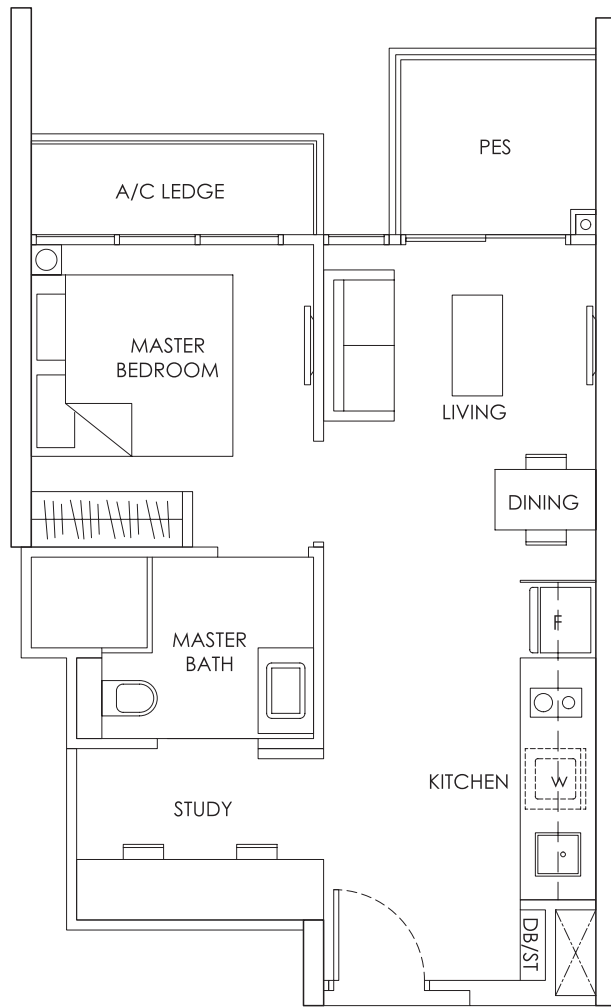 PES
A/C LEDGE
MASTER
BEDROOM
LIVING
DINING
F
MASTER
BATH
KITCHEN
W
STUDY
DB/ST